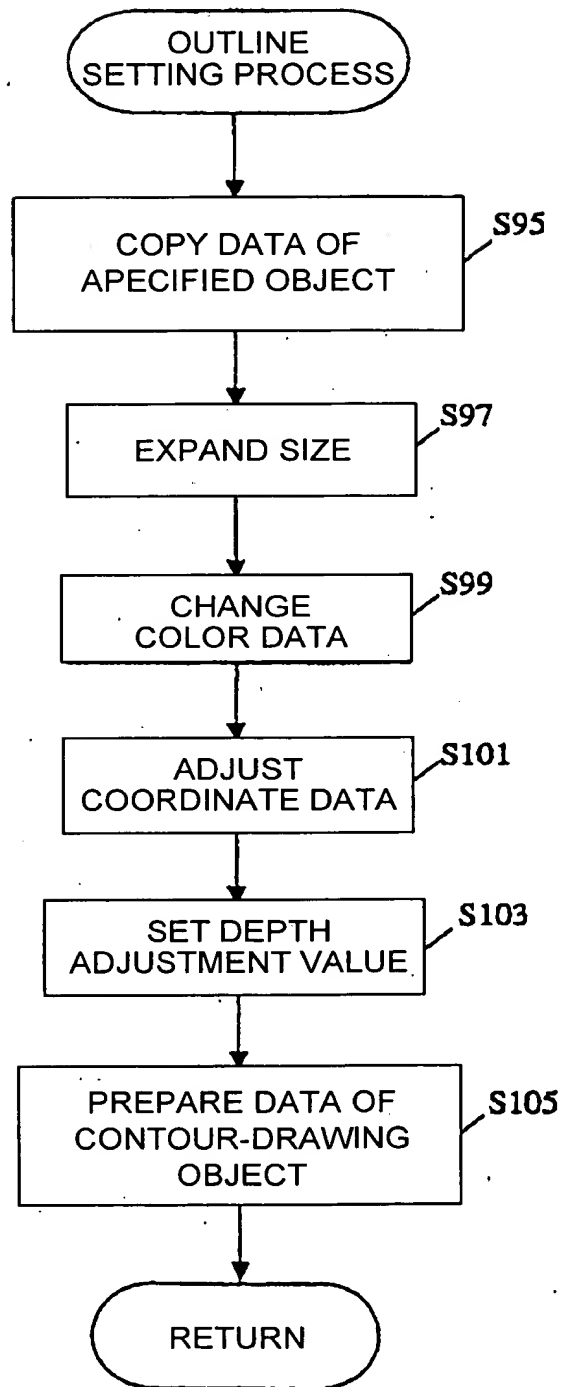 OUTLINE
SETTING PROCESS
S95
COPY DATA OF
APECIFIED OBJECT
S97
EXPAND SIZE
S99
CHANGE
COLOR DATA
S101
ADJUST
COORDINATE DATA
S103
SET DEPTH
ADJUSTMENT VALUE
S105
PREPARE DATA OF
CONTOUR-DRAWING
OBJECT
RETURN